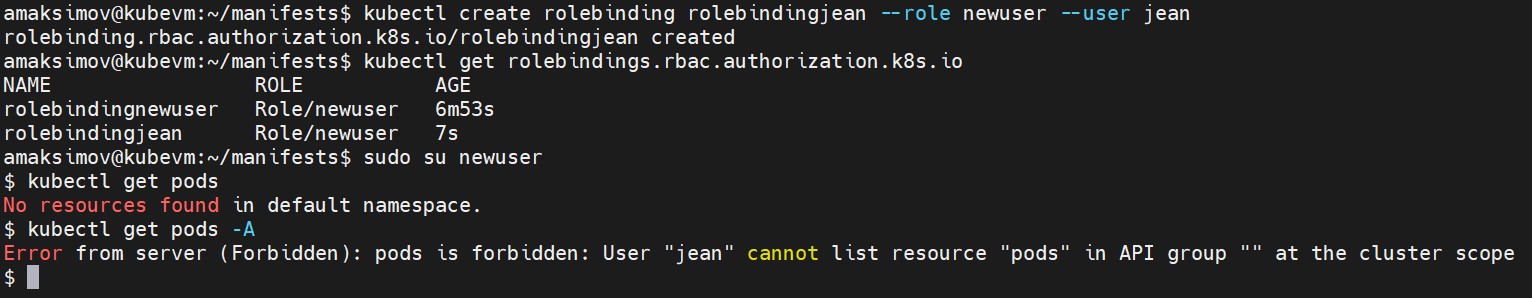 amaksimov@kubevm:~/manifests$ kubectl create rolebinding rolebindingjean --role newuser --user jean
rolebinding.rbac.authorization.k8s.io/rolebindingjean created
amaksimov@kubevm:~/manifests$ kubectl get rolebindings.rbac.authorization.k8s.io
NAME ROLE AGE
rolebindingnewuser Role/newuser 6m53s
rolebindingjean Role/newuser 7s
amaksimov@kubevm:~/manifests$ sudo su newuser
$ kubectl get pods
No resources found in default namespace.
$ kubectl get pods -A
Error from server (Forbidden): pods is forbidden: User "jean" cannot list resource "pods" in API group "" at the cluster scope
$